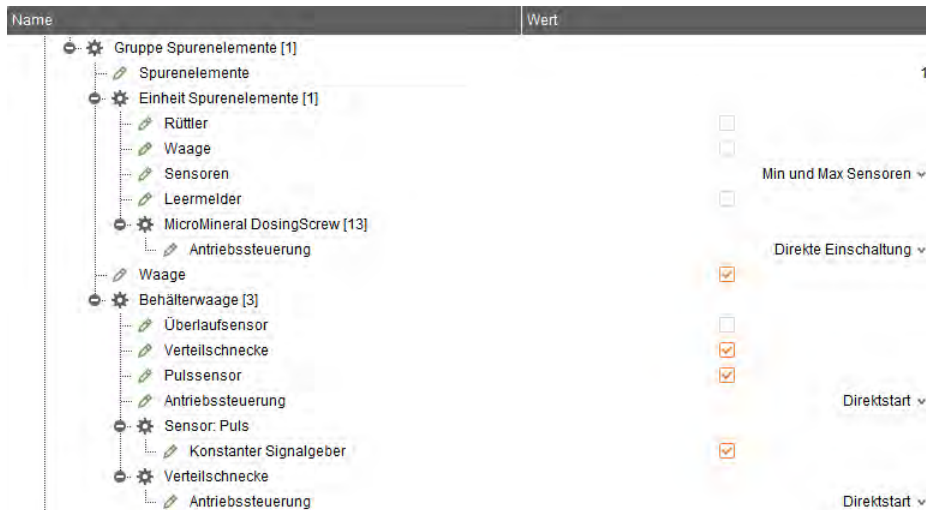 Name Wert
Gruppe Spurenelemente [1]
Spurenelemente 1
Einheit Spurenelemente [1]
Rüttler
Waage
Sensoren Min und Max Sensoren
Leermelder
MicroMineral DosingScrew [13]
Antriebssteuerung Direkte Einschaltung
Waage
Behälterwaage [3]
Überlaufsensor
Verteilschnecke
Pulssensor
Antriebssteuerung Direktstart
Sensor: Puls
Konstanter Signalgeber
Verteilschnecke
Antriebssteuerung Direktstart